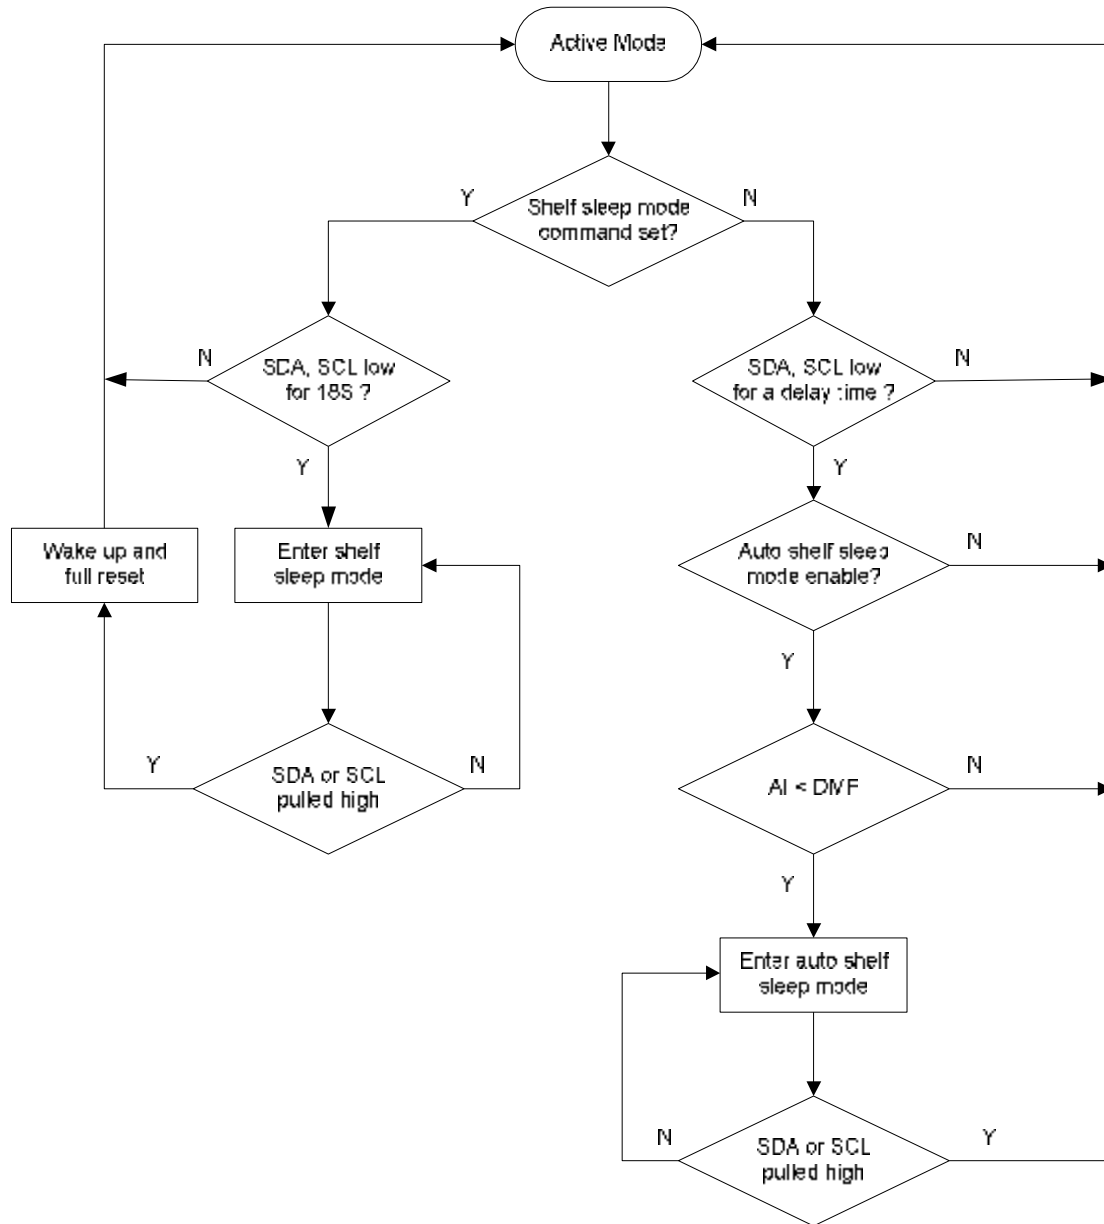 Active Mode
Y
N
Shelf sleep mode
command set?
N
SDA, SCL low
for 18S ?
Y
SDA, SCL low
for a delay time ?
N
Y
Wake up and
full reset
Enter shelf
sleep mode
Auto shelf sleep
mode enable?
N
Y
Y
SDA or SCL
pulled high
N
AI < DMF
N
Y
Enter auto shelf
sleep mode
N
SDA or SCL
pulled high
Y